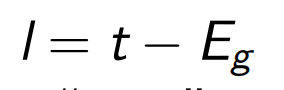 l = t − E_g